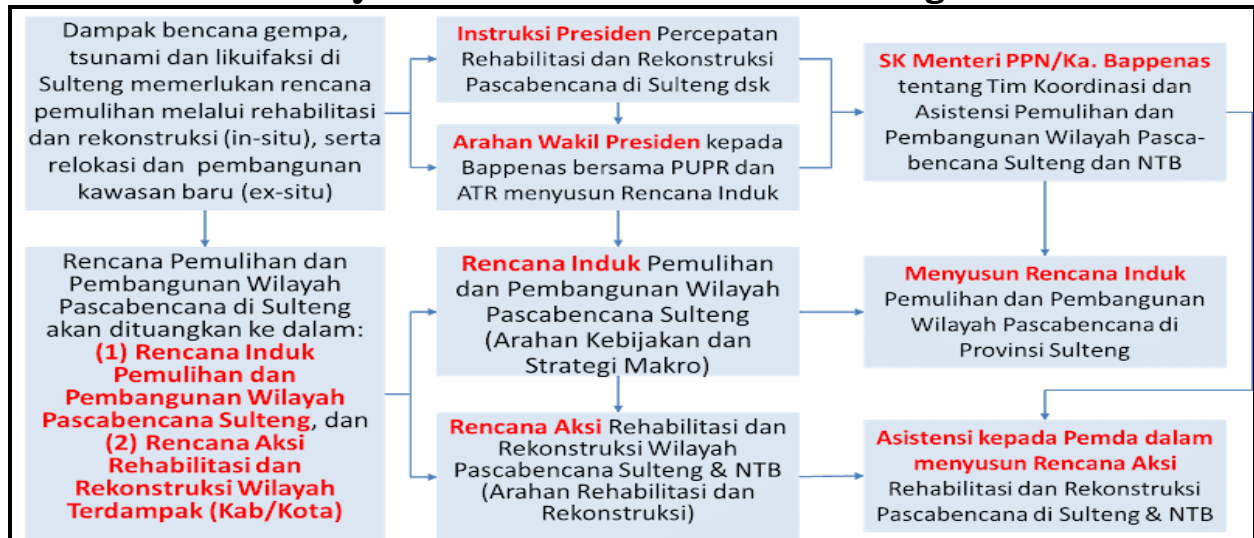 Dampak bencana gempa,
tsunami dan likuifaksi di
Sulteng memerlukan rencana
pemulihan melalui rehabilitasi
dan rekonstruksi (in-situ), serta
relokasi dan pembangunan
kawasan baru (ex-situ)
Instruksi Presiden Percepatan
Rehabilitasi dan Rekonstruksi
Pascabencana di Sulteng dsk
Arahan Wakil Presiden kepada
Bappenas bersama PUPR dan
ATR menyusun Rencana Induk
SK Menteri PPN/Ka. Bappenas
tentang Tim Koordinasi dan
Asistensi Pemulihan dan
Pembangunan Wilayah Pasca-
bencana Sulteng dan NTB
Rencana Pemulihan dan
Pembangunan Wilayah
Pascabencana di Sulteng
akan dituangkan ke dalam:
(1) Rencana Induk
Pemulihan dan
Pembangunan Wilayah
Pascabencana Sulteng, dan
(2) Rencana Aksi
Rehabilitasi dan
Rekonstruksi Wilayah
Terdampak (Kab/Kota)
Rencana Induk Pemulihan
dan Pembangunan Wilayah
Pascabencana Sulteng
(Arahan Kebijakan dan
Strategi Makro)
Menyusun Rencana Induk
Pemulihan dan Pembangunan
Wilayah Pascabencana di
Provinsi Sulteng
Rencana Aksi Rehabilitasi dan
Rekonstruksi Wilayah
Pascabencana Sulteng & NTB
(Arahan Rehabilitasi dan
Rekonstruksi)
Asistensi kepada Pemda dalam
menyusun Rencana Aksi
Rehabilitasi dan Rekonstruksi
Pascabencana di Sulteng & NTB